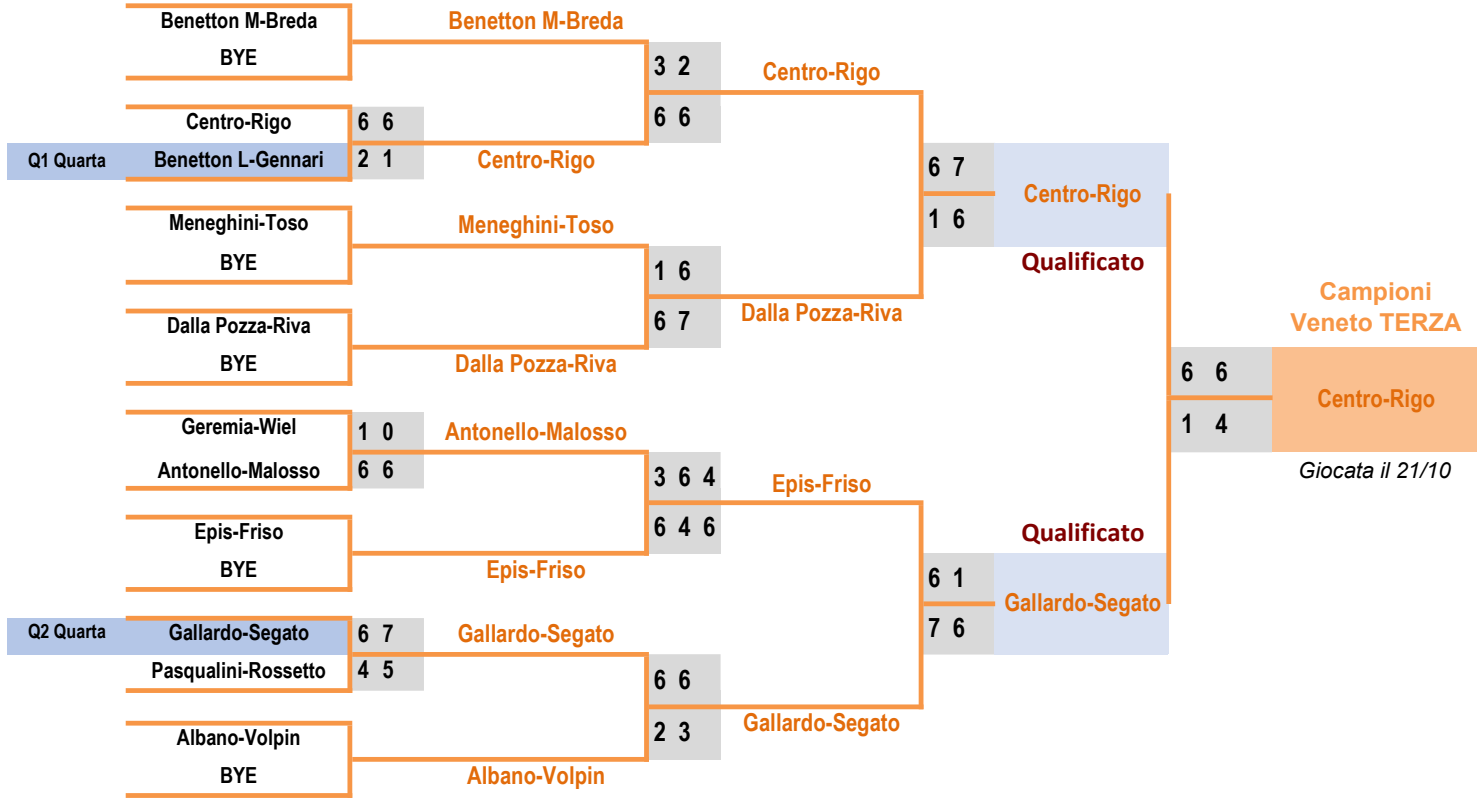 Benetton M-Breda
BYE
Benetton M-Breda
3 2
6 6
Centro-Rigo
Centro-Rigo
6 6
Q1 Quarta
Benetton L-Gennari
2 1
Centro-Rigo
6 7
1 6
Centro-Rigo
Qualificato
Meneghini-Toso
BYE
Meneghini-Toso
1 6
6 7
Dalla Pozza-Riva
Dalla Pozza-Riva
BYE
Dalla Pozza-Riva
Campioni
Veneto TERZA
6 6
1 4
Centro-Rigo
Giocata il 21/10
Geremia-Wiel
1 0
Antonello-Malosso
6 6
Antonello-Malosso
3 6 4
6 4 6
Epis-Friso
Epis-Friso
BYE
Epis-Friso
Qualificato
6 1
7 6
Gallardo-Segato
Q2 Quarta
Gallardo-Segato
6 7
Pasqualini-Rossetto
4 5
Gallardo-Segato
6 6
2 3
Gallardo-Segato
Albano-Volpin
BYE
Albano-Volpin